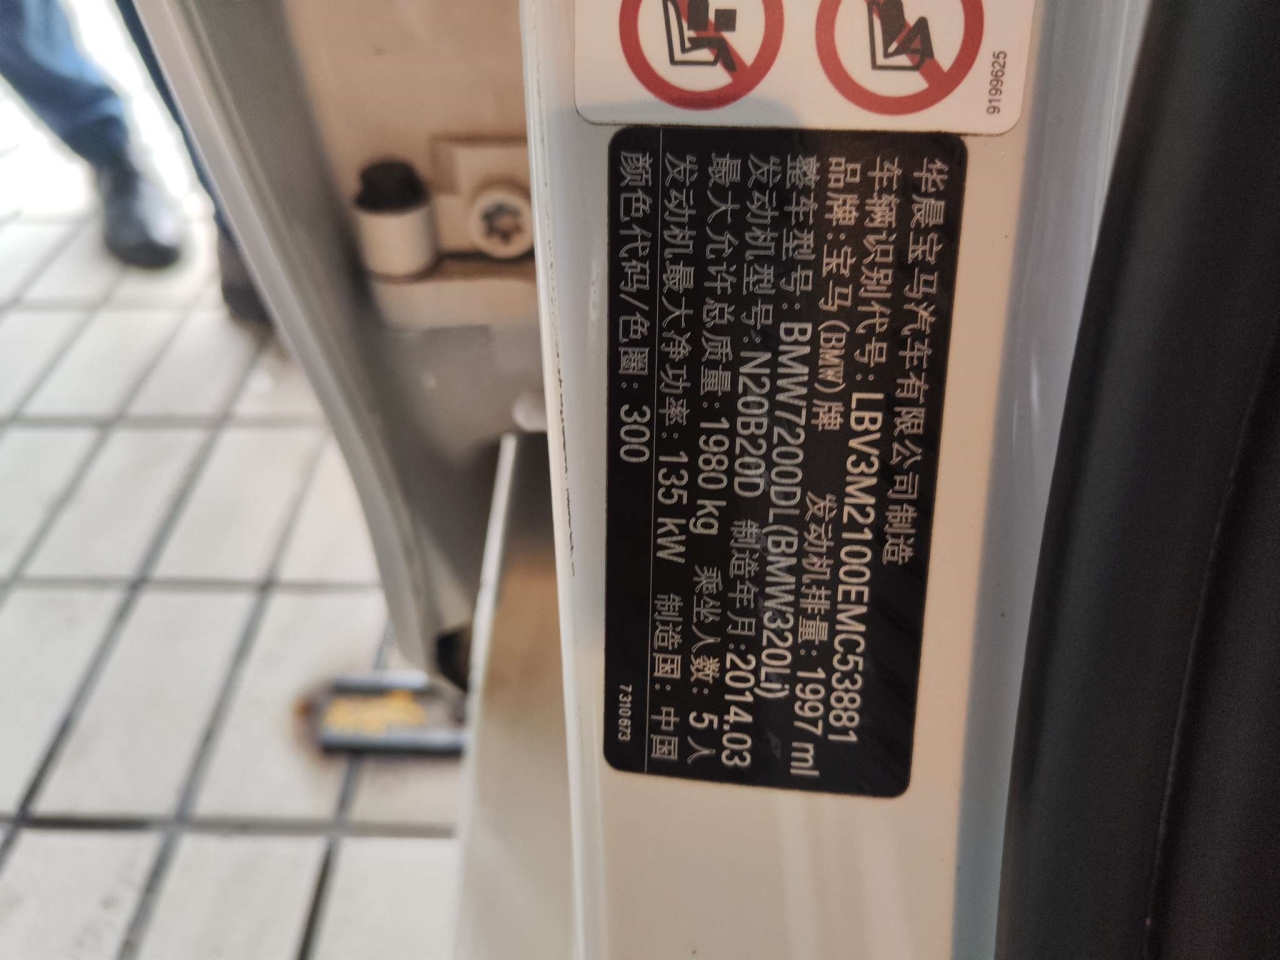 9199625
华晨宝马汽车有限公司制造
车辆识别代号:LBV3M2100EMC53881
品牌:宝马(BMW)牌 发动机排量:1997 ml
整车型号:BMW7200DL(BMW320Li)
发动机型号:N20B20D 制造年月:2014.03
最大允许总质量:1980 kg 乘坐人数:5人
发动机最大净功率:135 kW 制造国:中国
颜色代码/色圈:300 7310673